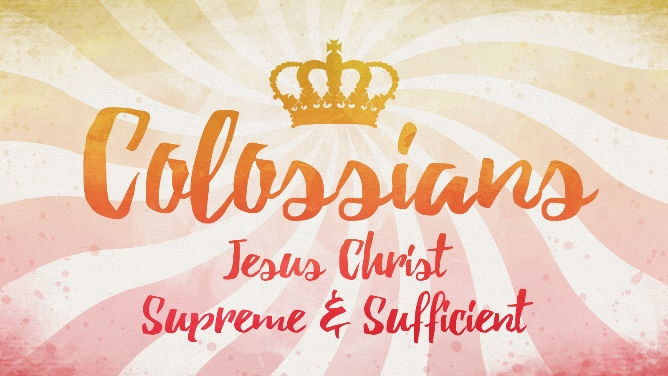 Colossians
Jesus Christ
Supreme & Sufficient